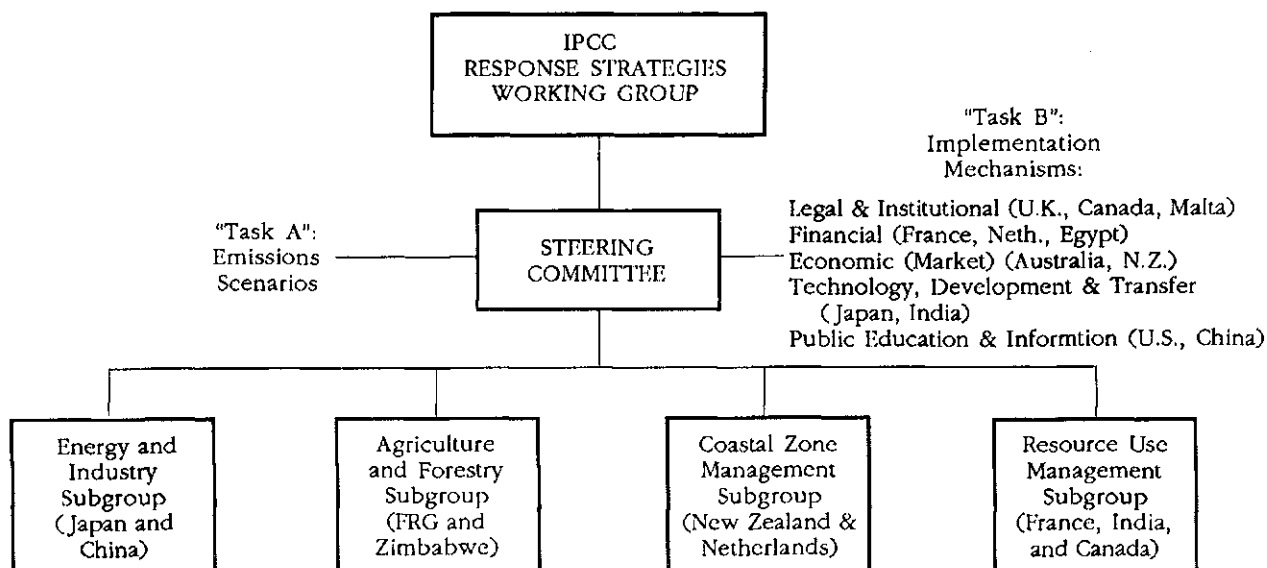 IPCC
RESPONSE STRATEGIES
WORKING GROUP
"Task B":
Implementation
Mechanisms:
Legal & Institutional (U.K., Canada, Malta)
Financial (France, Neth., Egypt)
Economic (Market) (Australia, N.Z.)
Technology, Development & Transfer
(Japan, India)
Public Education & Informtion (U.S., China)
"Task A":
Emissions
Scenarios
STEERING
COMMITTEE
Energy and
Industry
Subgroup
(Japan and
China)
Agriculture
and Forestry
Subgroup
(FRG and
Zimbabwe)
Coastal Zone
Management
Subgroup
(New Zealand &
Netherlands)
Resource Use
Management
Subgroup
(France, India,
and Canada)